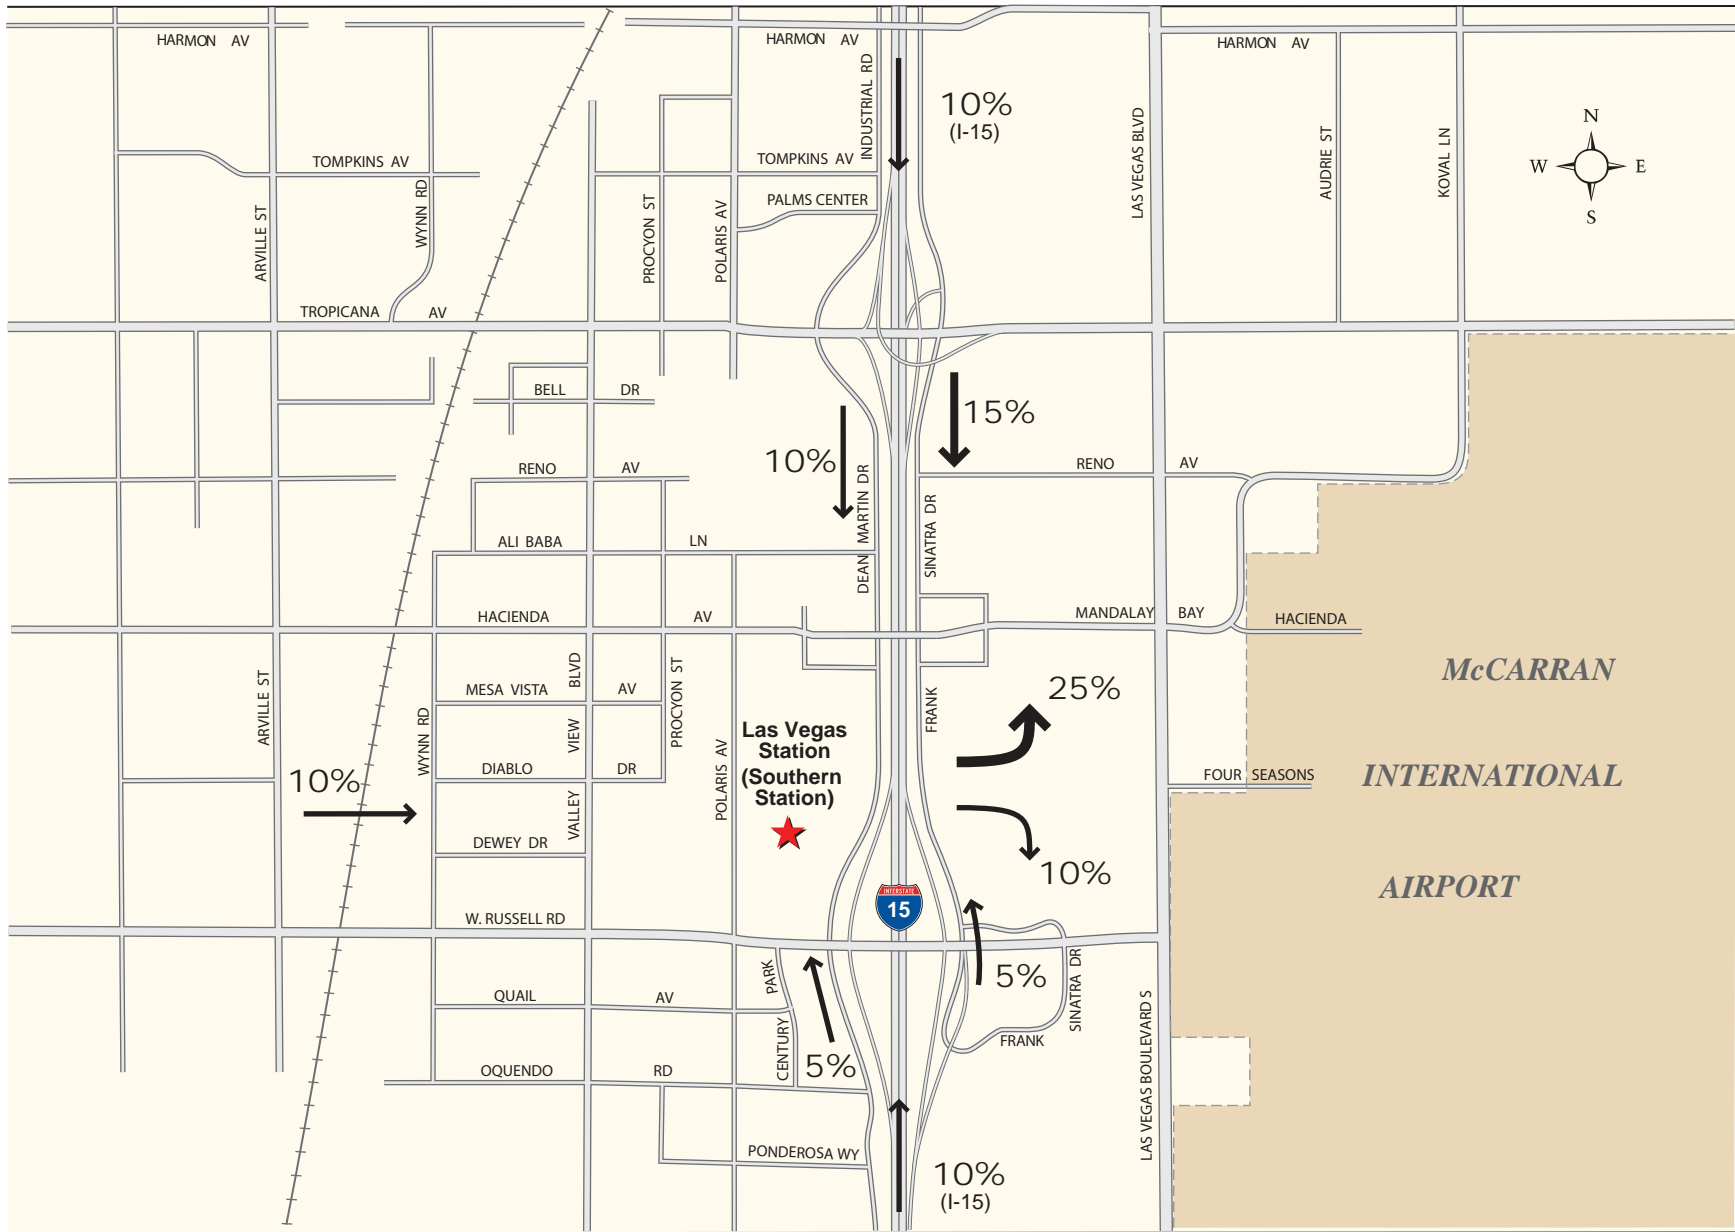 HARMON AV
HARMON AV
HARMON AV
INDUSTRIAL RD
10%
(I-15)
LAS VEGAS BLVD
AUDRIE ST
KOVAL LN
N
W
E
S
TOMPKINS AV
TOMPKINS AV
WYNN RD
ARVILLE ST
PROCYON ST
POLARIS AV
PALMS CENTER
TROPICANA AV
BELL DR
15%
10%
RENO AV
RENO AV
DEAN MARTIN DR
SINATRA DR
ALI BABA LN
HACIENDA AV
MANDALAY BAY
HACIENDA
McCARRAN
INTERNATIONAL
AIRPORT
ARVILLE ST
WYNN RD
MESA VISTA AV
VALLEY VIEW BLVD
PROCYON ST
POLARIS AV
Las Vegas
Station
(Southern
Station)
FRANK
25%
10%
DIABLO DR
10%
FOUR SEASONS
DEWEY DR
INTERSTATE
15
W. RUSSELL RD
PARK
CENTURY
5%
5%
SINATRA DR
FRANK
QUAIL AV
OQUENDO RD
LAS VEGAS BOULEVARD S
PONDEROSA WY
10%
(I-15)